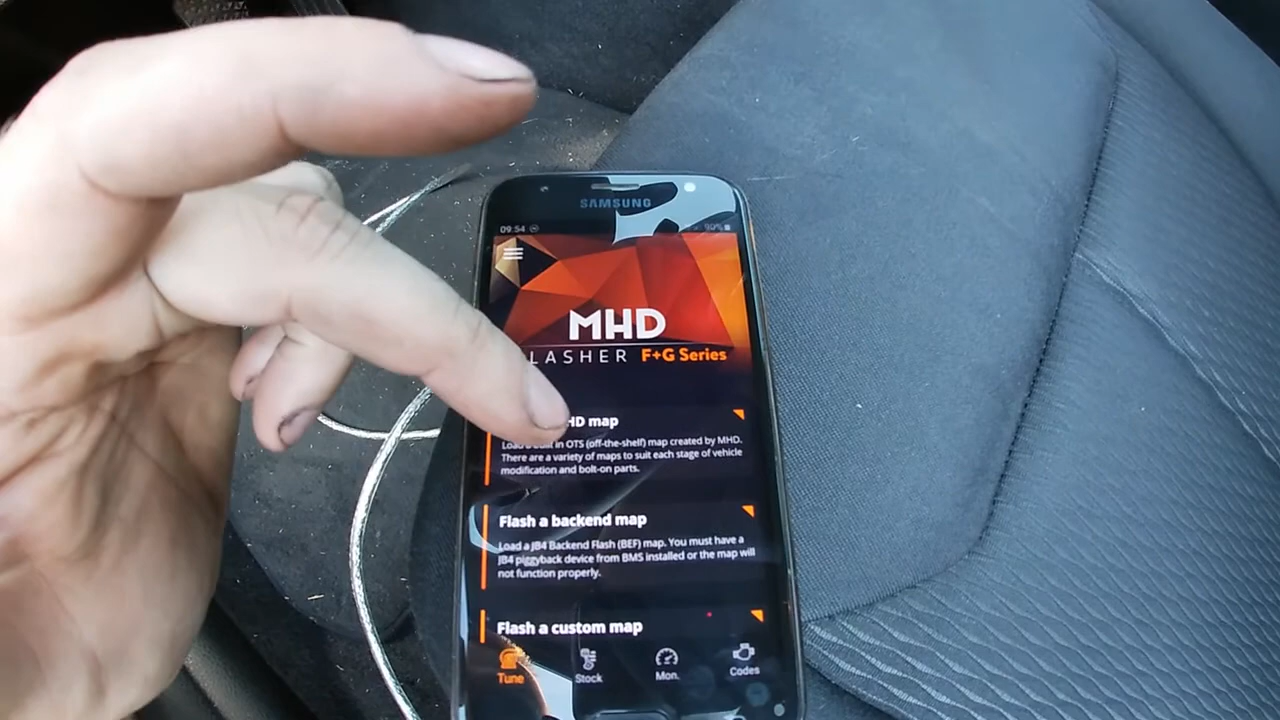 SAMSUNG
09:54
90%
MHD
LASHER F+G Series
HD map
Load a built in OTS (off-the-shelf) map created by MHD.
There are a variety of maps to suit each stage of vehicle
modification and bolt-on parts.
Flash a backend map
Load a JB4 Backend Flash (BEF) map. You must have a
JB4 piggyback device from BMS installed or the map will
not function properly.
Flash a custom map
Tune
Stock
Mon.
Codes